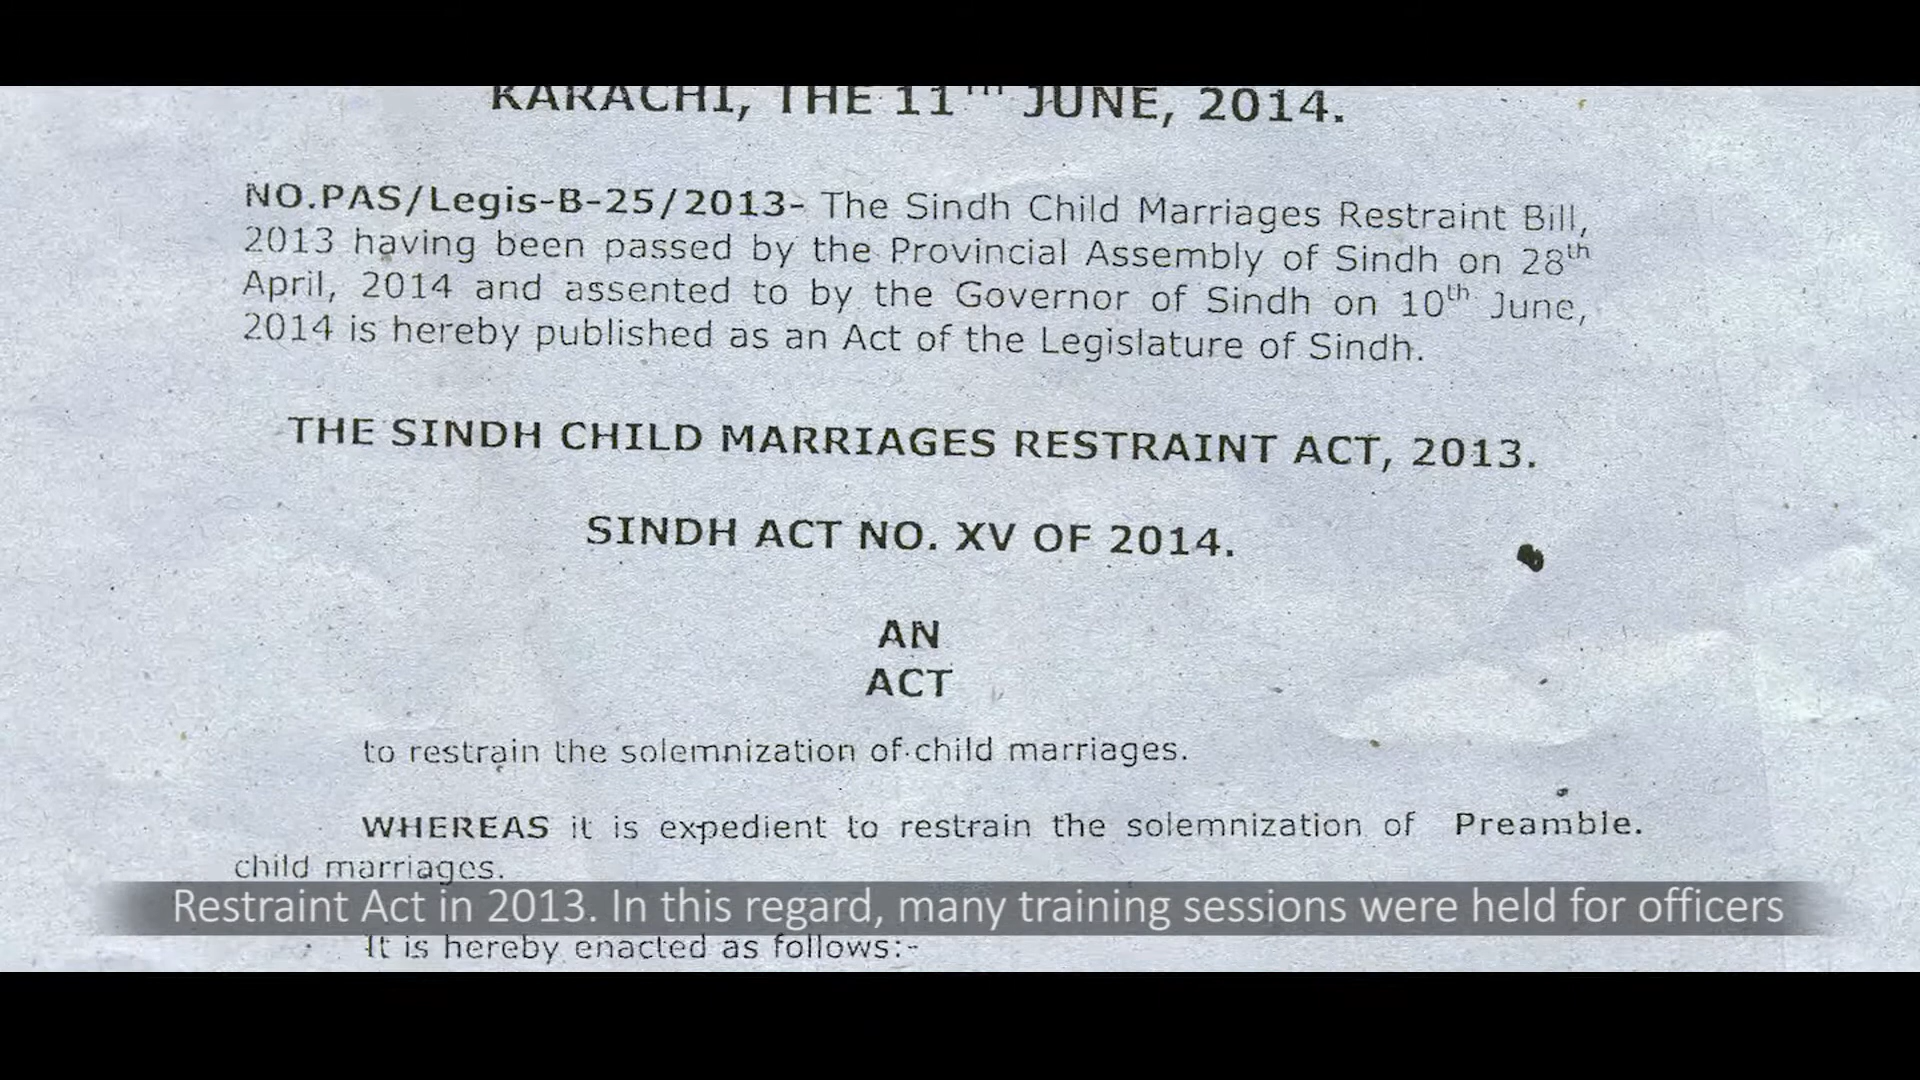 KARACHI, THE 11TH JUNE, 2014.
NO.PAS/Legis-B-25/2013- The Sindh Child Marriages Restraint Bill,
2013 having been passed by the Provincial Assembly of Sindh on 28th
April, 2014 and assented to by the Governor of Sindh on 10th June,
2014 is hereby published as an Act of the Legislature of Sindh.
THE SINDH CHILD MARRIAGES RESTRAINT ACT, 2013.
SINDH ACT NO. XV OF 2014.
AN
ACT
to restrain the solemnization of child marriages.
WHEREAS it is expedient to restrain the solemnization of Preamble.
child marriages.
Restraint Act in 2013. In this regard, many training sessions were held for officers
It is hereby enacted as follows:-